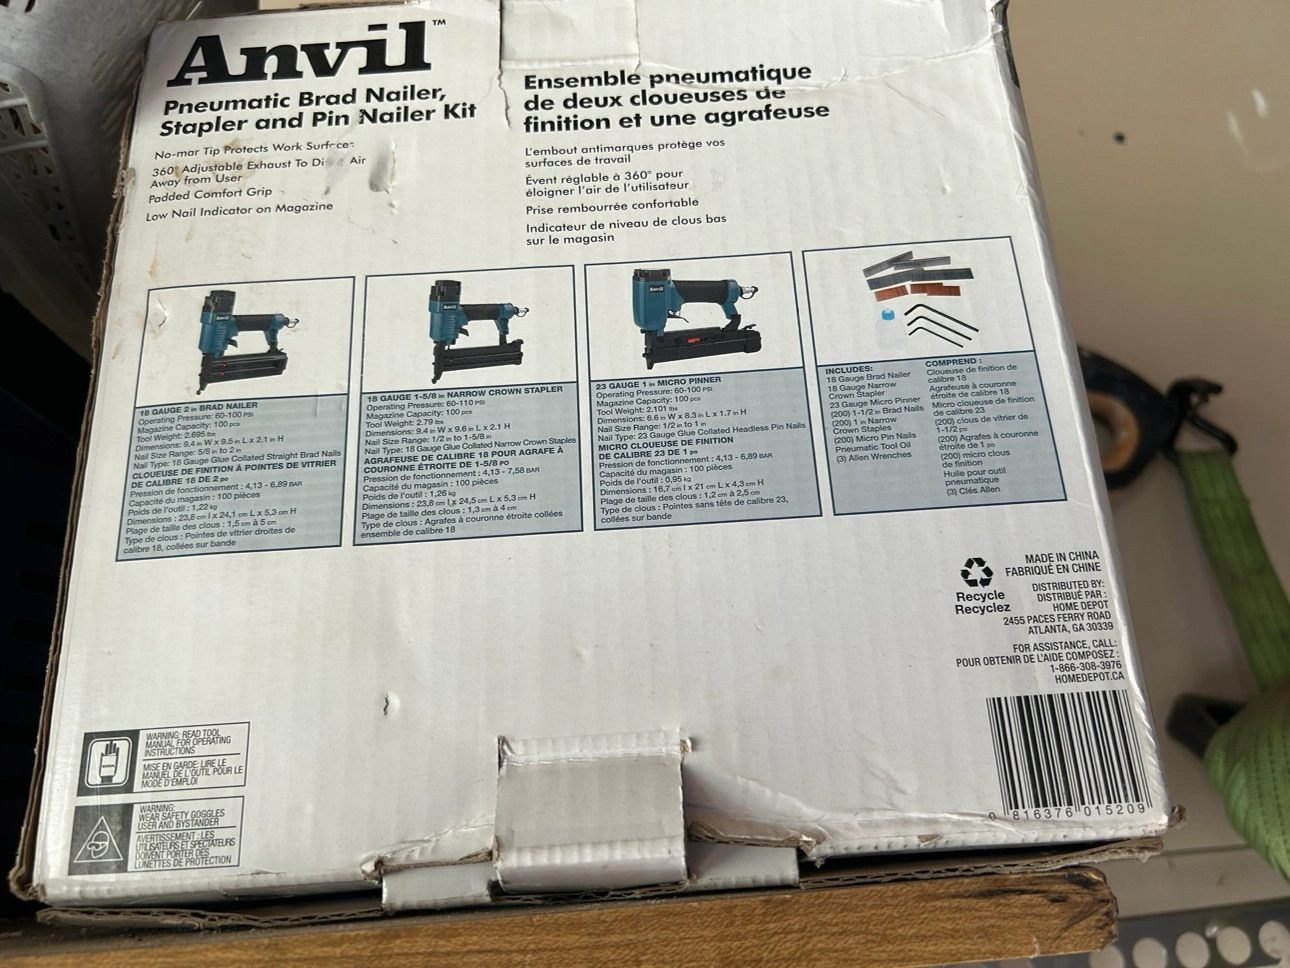 Anvil™
Pneumatic Brad Nailer,
Stapler and Pin Nailer Kit
No-mar Tip Protects Work Surfaces
360° Adjustable Exhaust To Di Air
Away from User
Padded Comfort Grip
Low Nail Indicator on Magazine
Ensemble pneumatique
de deux cloueuses de
finition et une agrafeuse
L'embout antimarques protège vos
surfaces de travail
Évent réglable à 360° pour
éloigner l'air de l'utilisateur
Prise rembourrée confortable
Indicateur de niveau de clous bas
sur le magasin
Anvil
18 GAUGE 2 in BRAD NAILER
Operating Pressure: 60-100 PSI
Magazine Capacity: 100 pcs
Tool Weight: 2.695 lbs
Dimensions: 9.4 in W X 9.5 in L X 2.1 in H
Nail Size Range: 5/8 in to 2 in
Nail Type: 18 Gauge Glue Collated Straight Brad Nails
CLOUEUSE DE FINITION À POINTES DE VITRIER
DE CALIBRE 18 DE 2 po
Pression de fonctionnement : 4,13 - 6,89 BAR
Capacité du magasin : 100 pièces
Poids de l'outil : 1,22 kg
Dimensions : 23,8 cm l X 24,1 cm L X 5,3 cm H
Plage de taille des clous : 1,5 cm à 5 cm
Type de clous : Pointes de vitrier droites de
calibre 18, collées sur bande
Anvil
18 GAUGE 1-5/8 in NARROW CROWN STAPLER
Operating Pressure: 60-110 PSI
Magazine Capacity: 100 pcs
Tool Weight: 2.79 lbs
Dimensions: 9.4 in W X 9.6 in L X 2.1 H
Nail Size Range: 1/2 in to 1-5/8 in
Nail Type: 18 Gauge Glue Collated Narrow Crown Staples
AGRAFEUSE DE CALIBRE 18 POUR AGRAFE À
COURONNE ÉTROITE DE 1-5/8 PO
Pression de fonctionnement : 4,13 - 7,58 BAR
Capacité du magasin : 100 pièces
Poids de l'outil : 1,26 kg
Dimensions : 23,8 cm l X 24,5 cm L X 5,3 cm H
Plage de taille des clous : 1,3 cm à 4 cm
Type de clous : Agrafes à couronne étroite collées
ensemble de calibre 18
Anvil
23 GAUGE 1 in MICRO PINNER
Operating Pressure: 60-100 PSI
Magazine Capacity: 100 pcs
Tool Weight: 2.101 lbs
Dimensions: 6.6 in W X 8.3 in L X 1.7 in H
Nail Size Range: 1/2 in to 1 in
Nail Type: 23 Gauge Glue Collated Headless Pin Nails
MICRO CLOUEUSE DE FINITION
DE CALIBRE 23 DE 1 po
Pression de fonctionnement : 4,13 - 6,89 BAR
Capacité du magasin : 100 pièces
Poids de l'outil : 0,95 kg
Dimensions : 16,7 cm l X 21 cm L X 4,3 cm H
Plage de taille des clous : 1,2 cm à 2,5 cm
Type de clous : Pointes sans tête de calibre 23,
collées sur bande
INCLUDES:
18 Gauge Brad Nailer
18 Gauge Narrow
Crown Stapler
23 Gauge Micro Pinner
(200) 1-1/2 in Brad Nails
(200) 1 in Narrow
Crown Staples
(200) Micro Pin Nails
Pneumatic Tool Oil
(3) Allen Wrenches
COMPREND :
Cloueuse de finition de
calibre 18
Agrafeuse à couronne
étroite de calibre 18
Micro cloueuse de finition
de calibre 23
(200) clous de vitrier de
1-1/2 po
(200) Agrafes à couronne
étroite de 1 po
(200) micro clous
de finition
Huile pour outil
pneumatique
(3) Clés Allen
Recycle
Recyclez
MADE IN CHINA
FABRIQUÉ EN CHINE
DISTRIBUTED BY:
DISTRIBUÉ PAR :
HOME DEPOT
2455 PACES FERRY ROAD
ATLANTA, GA 30339
FOR ASSISTANCE, CALL:
POUR OBTENIR DE L'AIDE COMPOSEZ :
1-866-308-3976
HOMEDEPOT.CA
0 816376 015209
WARNING: READ TOOL
MANUAL FOR OPERATING
INSTRUCTIONS
MISE EN GARDE: LIRE LE
MANUEL DE L'OUTIL POUR LE
MODE D'EMPLOI
WARNING:
WEAR SAFETY GOGGLES
USER AND BYSTANDER
AVERTISSEMENT : LES
UTILISATEURS ET SPECTATEURS
DOIVENT PORTER DES
LUNETTES DE PROTECTION